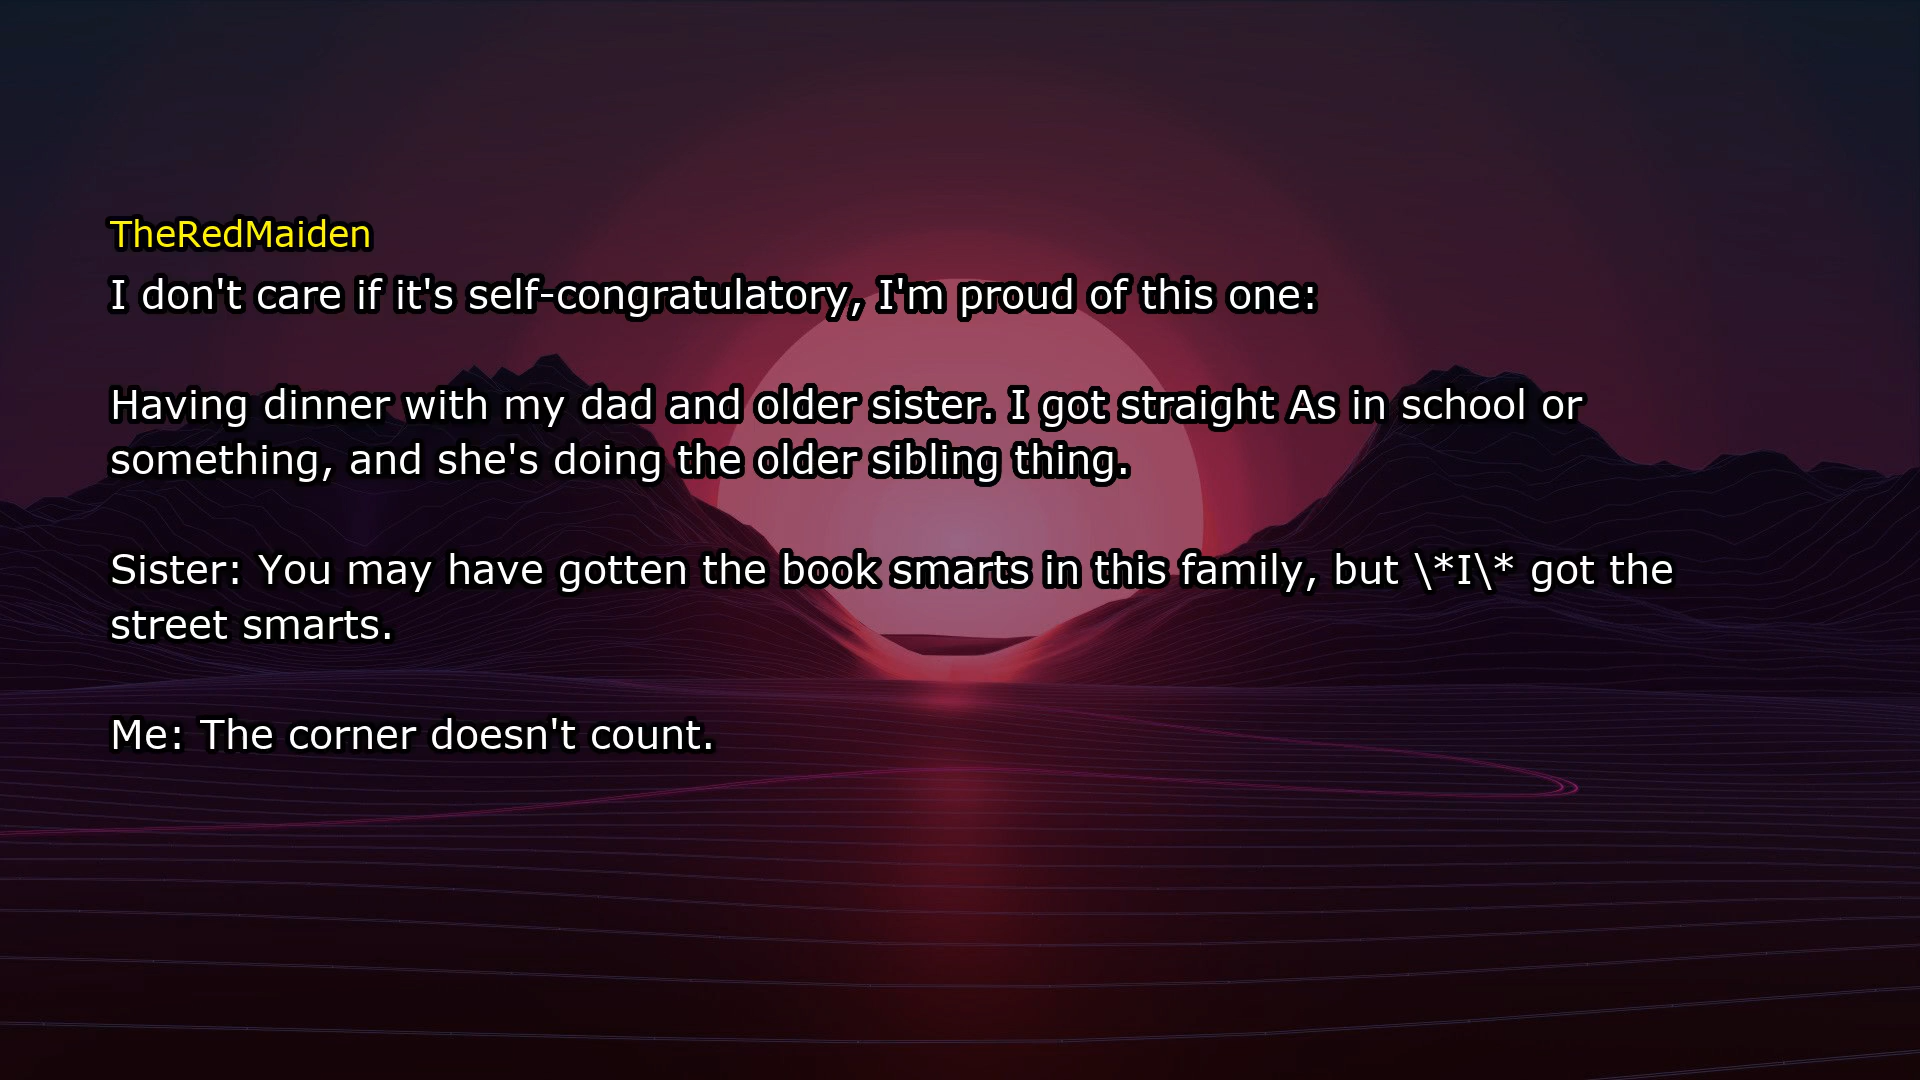 TheRedMaiden
I don't care if it's self-congratulatory, I'm proud of this one:
Having dinner with my dad and older sister. I got straight As in school or
something, and she's doing the older sibling thing.
Sister: You may have gotten the book smarts in this family, but \*I\* got the
street smarts.
Me: The corner doesn't count.